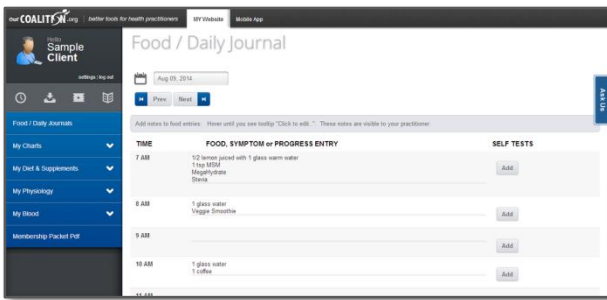 our COALITION.org better tools for health practitioners MY Website Mobile App
Hello
Sample
Client
settings | log out
Food / Daily Journal
Aug 09, 2014
Prev Next
Ask Us
Add notes to food entries: Hover until you see tooltip "Click to edit..". These notes are visible to your practitioner.
Food / Daily Journals
My Charts
My Diet & Supplements
My Physiology
My Blood
Membership Packet Pdf
TIME FOOD, SYMPTOM or PROGRESS ENTRY SELF TESTS
7 AM 1/2 lemon juiced with 1 glass warm water
1 tsp MSM
MegaHydrate
Stevia
Add
8 AM 1 glass water
Veggie Smoothie
Add
9 AM
Add
10 AM 1 glass water
1 coffee
Add
11 AM